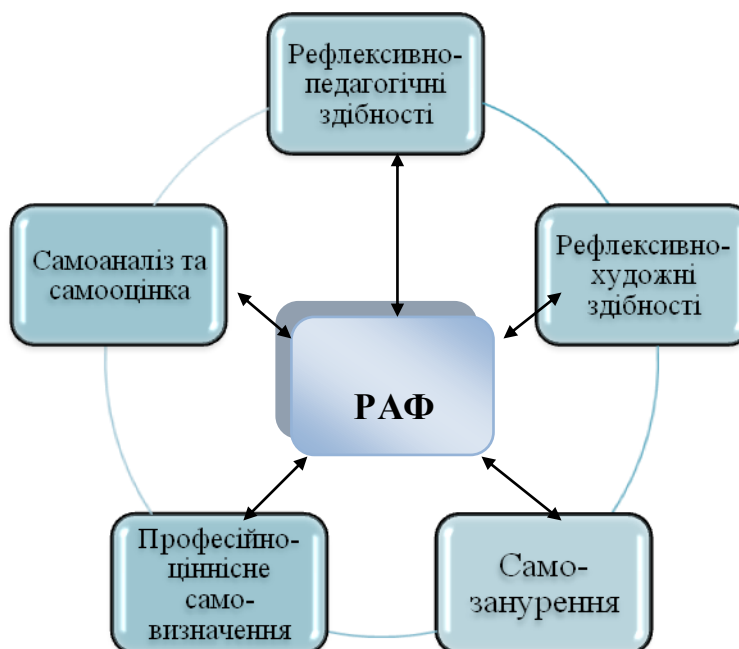 Рефлексивно-
педагогічні
здібності
Самоаналіз та
самооцінка
Рефлексивно-
художні
здібності
РАФ
Професійно-
ціннісне
само-
визначення
Само-
занурення